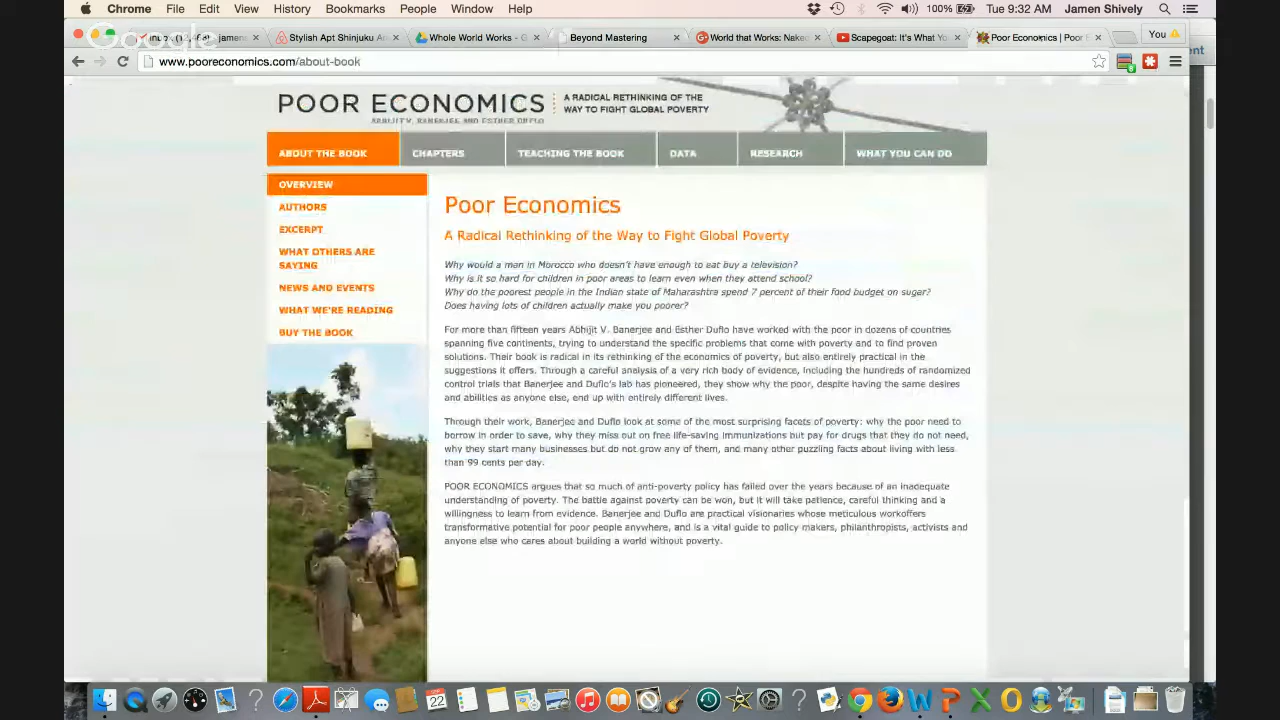 Chrome File Edit View History Bookmarks People Window Help 100% Tue 9:32 AM Jamen Shively
Google
Stylish Apt Shinjuku A Whole World Works - G Beyond Mastering World that Works: Naked Scapegoat: It's What You Poor Economics | Poor E You
www.pooreconomics.com/about-book
POOR ECONOMICS A RADICAL RETHINKING OF THE
WAY TO FIGHT GLOBAL POVERTY
ABHIJIT V. BANERJEE AND ESTHER DUFLO
ABOUT THE BOOK CHAPTERS TEACHING THE BOOK DATA RESEARCH WHAT YOU CAN DO
OVERVIEW
AUTHORS
EXCERPT
WHAT OTHERS ARE
SAYING
NEWS AND EVENTS
WHAT WE'RE READING
BUY THE BOOK
Poor Economics
A Radical Rethinking of the Way to Fight Global Poverty
Why would a man in Morocco who doesn't have enough to eat buy a television?
Why is it so hard for children in poor areas to learn even when they attend school?
Why do the poorest people in the Indian state of Maharashtra spend 7 percent of their food budget on sugar?
Does having lots of children actually make you poorer?
For more than fifteen years Abhijit V. Banerjee and Esther Duflo have worked with the poor in dozens of countries
spanning five continents, trying to understand the specific problems that come with poverty and to find proven
solutions. Their book is radical in its rethinking of the economics of poverty, but also entirely practical in the
suggestions it offers. Through a careful analysis of a very rich body of evidence, including the hundreds of randomized
control trials that Banerjee and Duflo's lab has pioneered, they show why the poor, despite having the same desires
and abilities as anyone else, end up with entirely different lives.
Through their work, Banerjee and Duflo look at some of the most surprising facets of poverty: why the poor need to
borrow in order to save, why they miss out on free life-saving immunizations but pay for drugs that they do not need,
why they start many businesses but do not grow any of them, and many other puzzling facts about living with less
than 99 cents per day.
POOR ECONOMICS argues that so much of anti-poverty policy has failed over the years because of an inadequate
understanding of poverty. The battle against poverty can be won, but it will take patience, careful thinking and a
willingness to learn from evidence. Banerjee and Duflo are practical visionaries whose meticulous workoffers
transformative potential for poor people anywhere, and is a vital guide to policy makers, philanthropists, activists and
anyone else who cares about building a world without poverty.
22